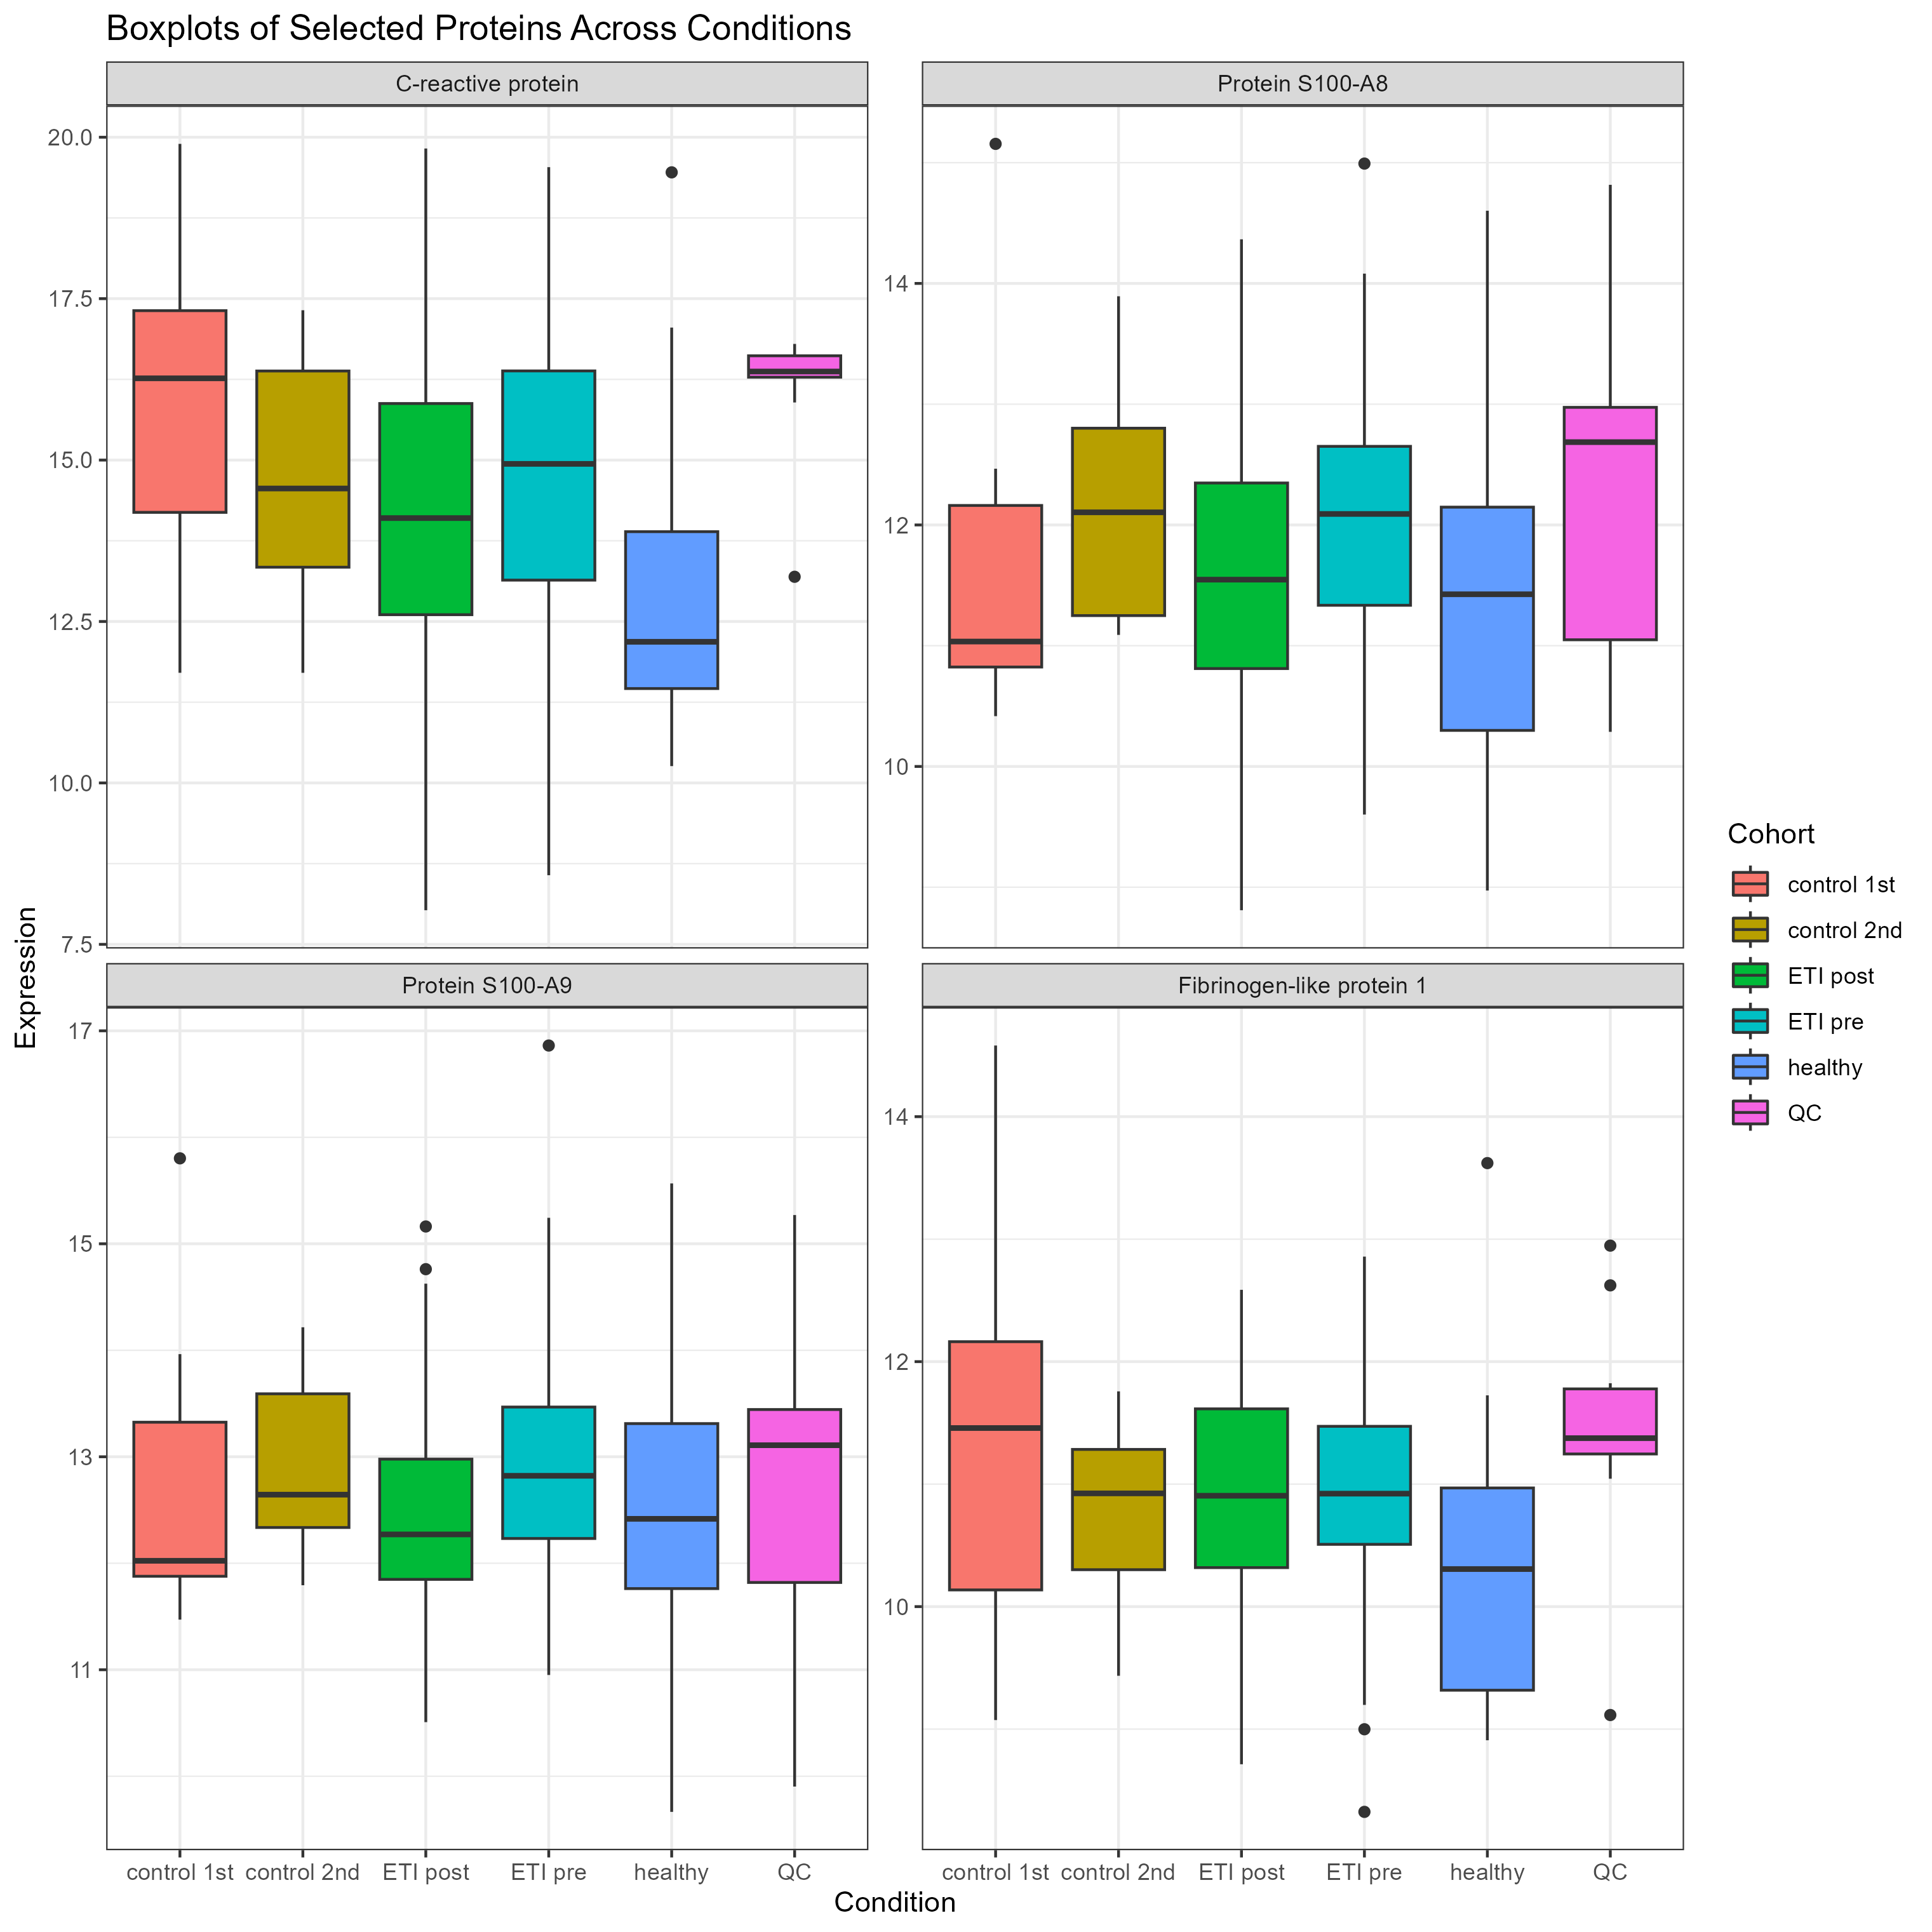 Boxplots of Selected Proteins Across Conditions
C-reactive protein
Protein S100-A8
20.0
17.5
15.0
12.5
10.0
7.5
14
12
10
Protein S100-A9
Fibrinogen-like protein 1
17
15
13
11
14
12
10
Expression
control 1st control 2nd ETI post ETI pre healthy QC
control 1st control 2nd ETI post ETI pre healthy QC
Condition
Cohort
control 1st
control 2nd
ETI post
ETI pre
healthy
QC